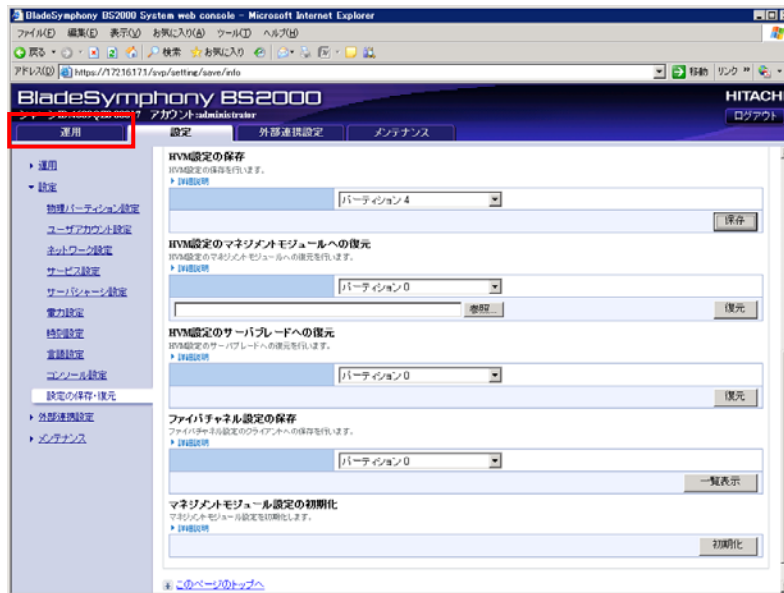 BladeSymphony BS2000 System web console - Microsoft Internet Explorer
ファイル(F) 編集(E) 表示(V) お気に入り(A) ツール(T) ヘルプ(H)
戻る 検索 お気に入り
アドレス(D) https://17216171/svp/setting/save/info 移動 リンク
BladeSymphony BS2000 HITACHI
アカウント:administrator ログアウト
運用 設定 外部連携設定 メンテナンス
運用
設定
物理パーティション設定
ユーザアカウント設定
ネットワーク設定
サービス設定
サーバシャーシ設定
電力設定
時刻設定
言語設定
コンソール設定
設定の保存・復元
外部連携設定
メンテナンス
HVM設定の保存
HVM設定の保存を行います。
詳細説明
パーティション 4
保存
HVM設定のマネジメントモジュールへの復元
HVM設定のマネジメントモジュールへの復元を行います。
詳細説明
パーティション 0
参照... 復元
HVM設定のサーバブレードへの復元
HVM設定のサーバブレードへの復元を行います。
詳細説明
パーティション 0
復元
ファイバチャネル設定の保存
ファイバチャネル設定のクライアントへの保存を行います。
詳細説明
パーティション 0
一覧表示
マネジメントモジュール設定の初期化
マネジメントモジュール設定を初期化します。
詳細説明
初期化
このページのトップへ